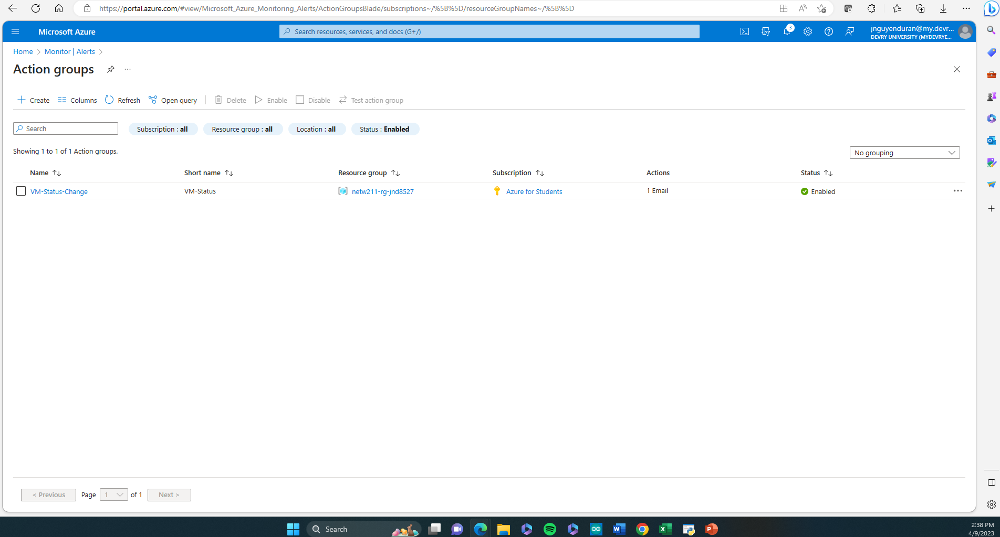 https://portal.azure.com/#view/Microsoft_Azure_Monitoring_Alerts/ActionGroupsBlade/subscriptions~/%5B%5D/resourceGroupNames~/%5B%5D
Microsoft Azure
Search resources, services, and docs (G+/)
3
jnguyenduran@my.devr...
DEVRY UNIVERSITY (MYDEVRYE...
Home > Monitor | Alerts >
Action groups
Create Columns Refresh Open query Delete Enable Disable Test action group
Search
Subscription : all Resource group : all Location : all Status : Enabled
Showing 1 to 1 of 1 Action groups.
No grouping
Name Short name Resource group Subscription Actions Status
VM-Status-Change VM-Status netw211-rg-jnd8527 Azure for Students 1 Email Enabled
< Previous Page 1 of 1 Next >
Search
2:38 PM
4/9/2023